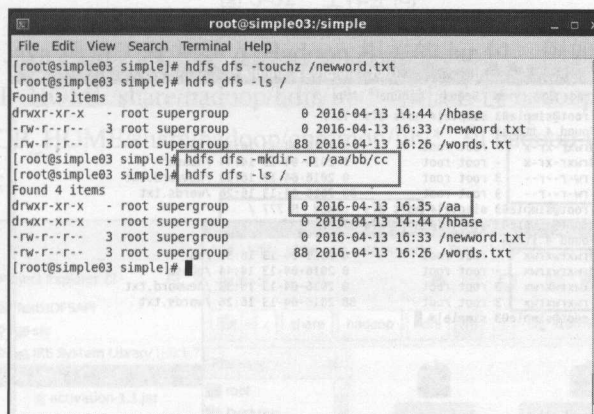 root@simple03:/simple
File Edit View Search Terminal Help
[root@simple03 simple]# hdfs dfs -touchz /newword.txt
[root@simple03 simple]# hdfs dfs -ls /
Found 3 items
drwxr-xr-x - root supergroup 0 2016-04-13 14:44 /hbase
-rw-r--r-- 3 root supergroup 0 2016-04-13 16:33 /newword.txt
-rw-r--r-- 3 root supergroup 88 2016-04-13 16:26 /words.txt
[root@simple03 simple]# hdfs dfs -mkdir -p /aa/bb/cc
[root@simple03 simple]# hdfs dfs -ls /
Found 4 items
drwxr-xr-x - root supergroup 0 2016-04-13 16:35 /aa
drwxr-xr-x - root supergroup 0 2016-04-13 14:44 /hbase
-rw-r--r-- 3 root supergroup 0 2016-04-13 16:33 /newword.txt
-rw-r--r-- 3 root supergroup 88 2016-04-13 16:26 /words.txt
[root@simple03 simple]#